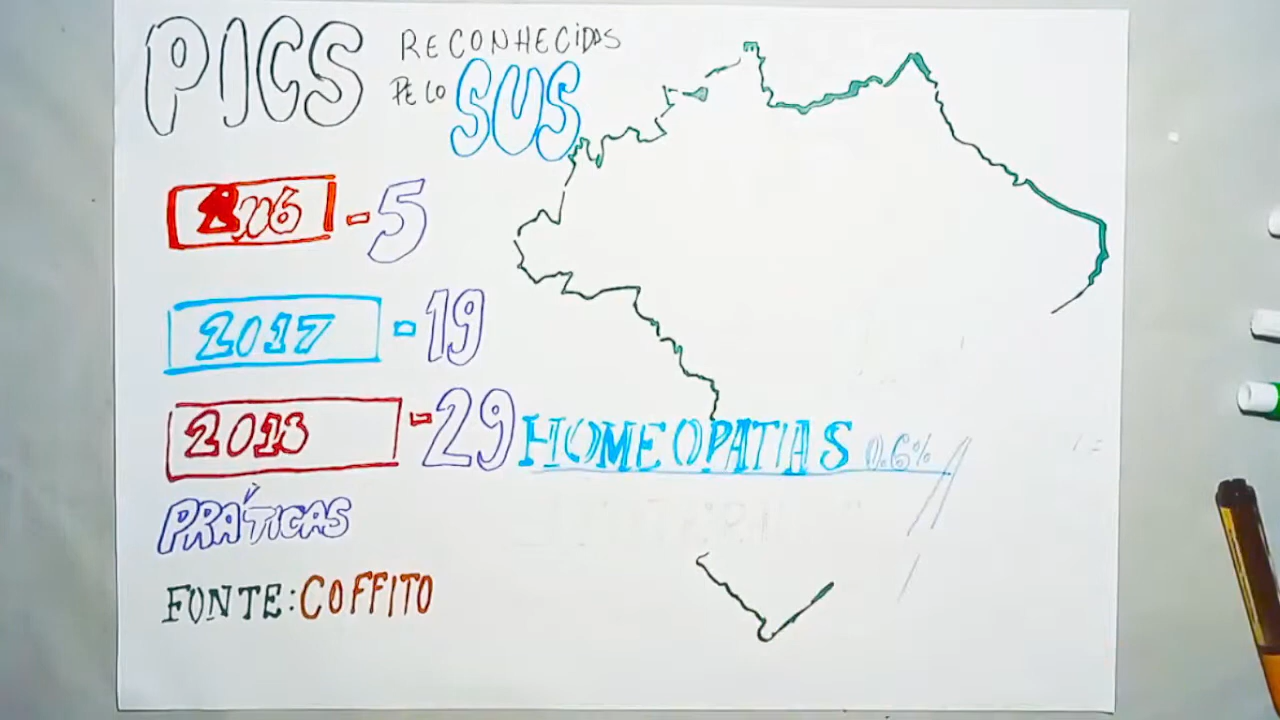 PICS RECONHECIDAS
PELO SUS
2006 - 5
2017 - 19
2018 - 29 HOMEOPATIAS 0.6%
PRÁTICAS
FONTE: COFFITO